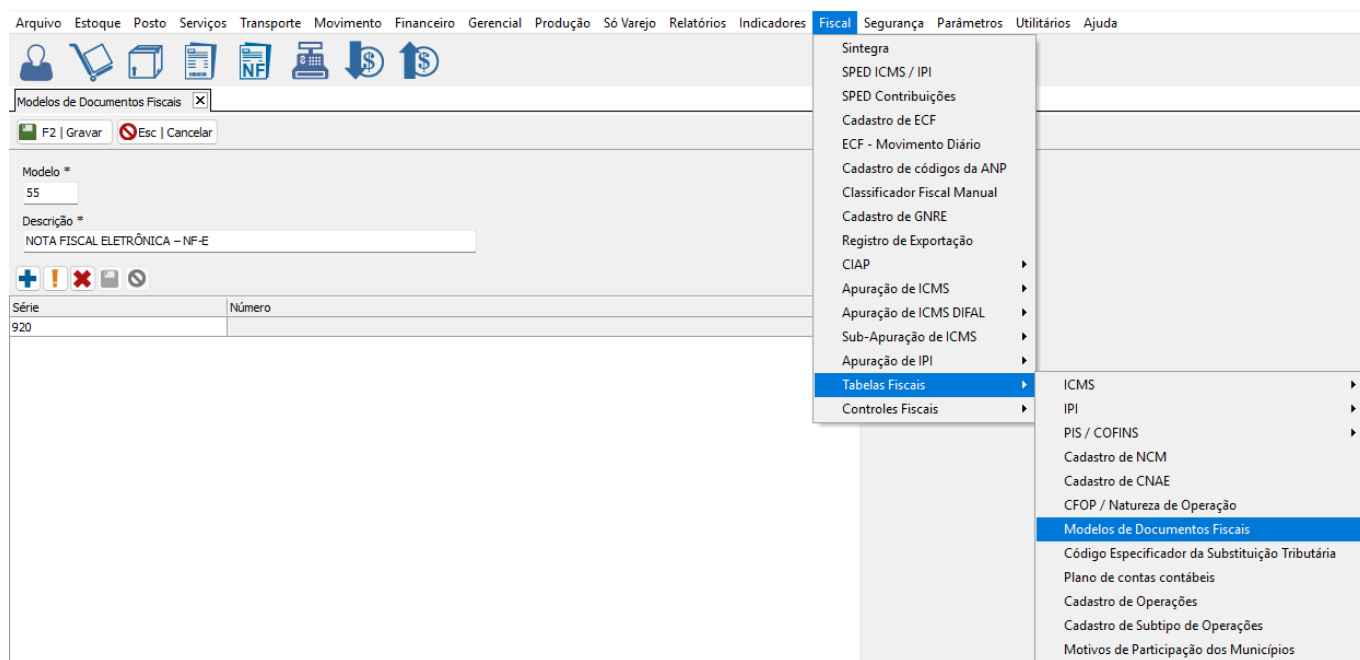 Arquivo Estoque Posto Serviços Transporte Movimento Financeiro Gerencial Produção Só Varejo Relatórios Indicadores Fiscal Segurança Parâmetros Utilitários Ajuda
NF
Modelos de Documentos Fiscais X
F2 | Gravar Esc | Cancelar
Modelo *
55
Descrição *
NOTA FISCAL ELETRÔNICA – NF-E
Série Número
920
Sintegra
SPED ICMS / IPI
SPED Contribuições
Cadastro de ECF
ECF - Movimento Diário
Cadastro de códigos da ANP
Classificador Fiscal Manual
Cadastro de GNRE
Registro de Exportação
CIAP
Apuração de ICMS
Apuração de ICMS DIFAL
Sub-Apuração de ICMS
Apuração de IPI
Tabelas Fiscais
Controles Fiscais
ICMS
IPI
PIS / COFINS
Cadastro de NCM
Cadastro de CNAE
CFOP / Natureza de Operação
Modelos de Documentos Fiscais
Código Especificador da Substituição Tributária
Plano de contas contábeis
Cadastro de Operações
Cadastro de Subtipo de Operações
Motivos de Participação dos Municípios